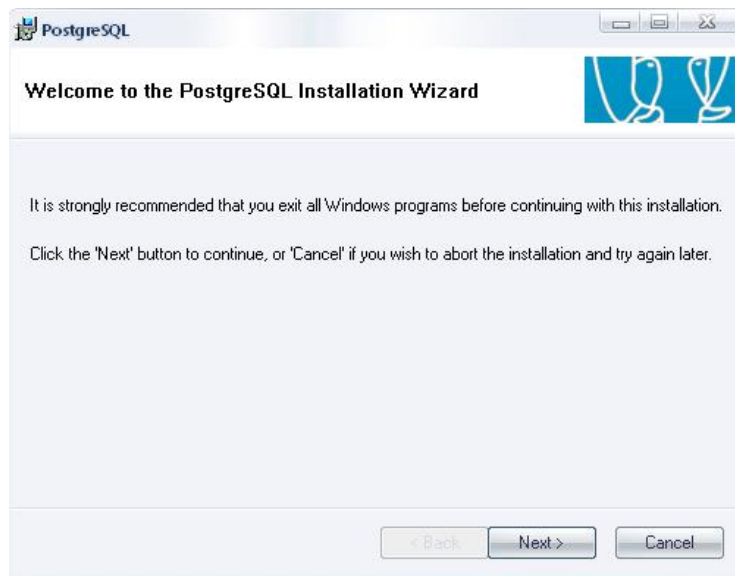 PostgreSQL
Welcome to the PostgreSQL Installation Wizard
It is strongly recommended that you exit all Windows programs before continuing with this installation.
Click the 'Next' button to continue, or 'Cancel' if you wish to abort the installation and try again later.
< Back
Next >
Cancel